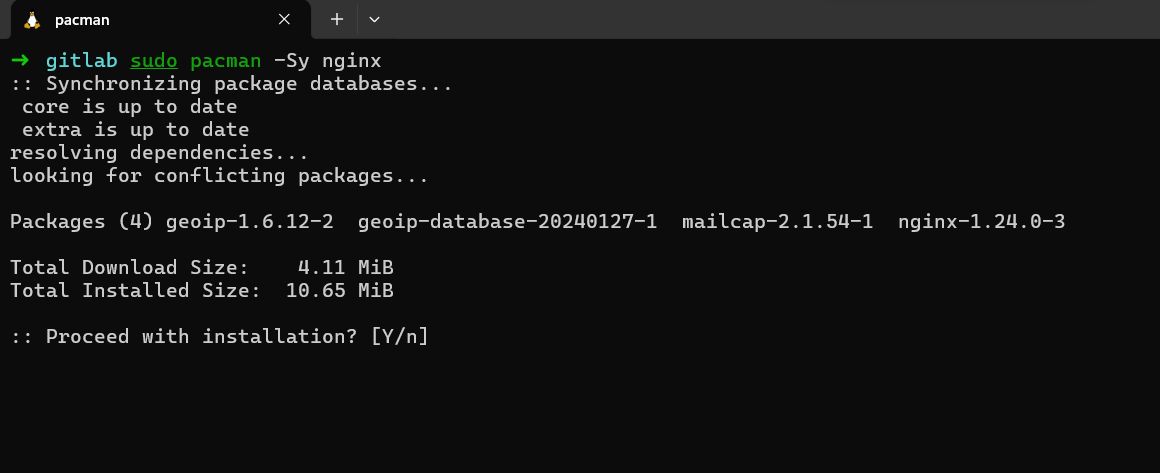 pacman
➜ gitlab sudo pacman -Sy nginx
:: Synchronizing package databases...
core is up to date
extra is up to date
resolving dependencies...
looking for conflicting packages...
Packages (4) geoip-1.6.12-2 geoip-database-20240127-1 mailcap-2.1.54-1 nginx-1.24.0-3
Total Download Size: 4.11 MiB
Total Installed Size: 10.65 MiB
:: Proceed with installation? [Y/n]